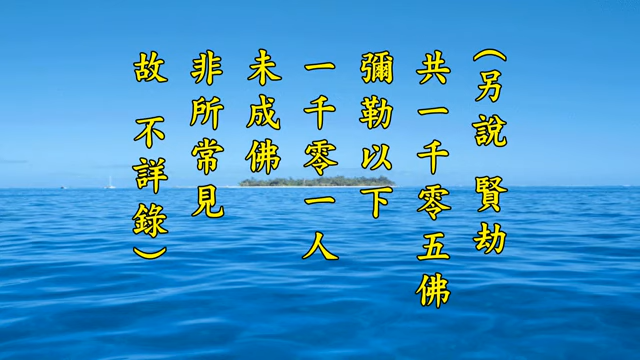 （另說 賢劫
共一千零五佛
彌勒以下
一千零一人
未成佛
非所常見
故 不詳錄）